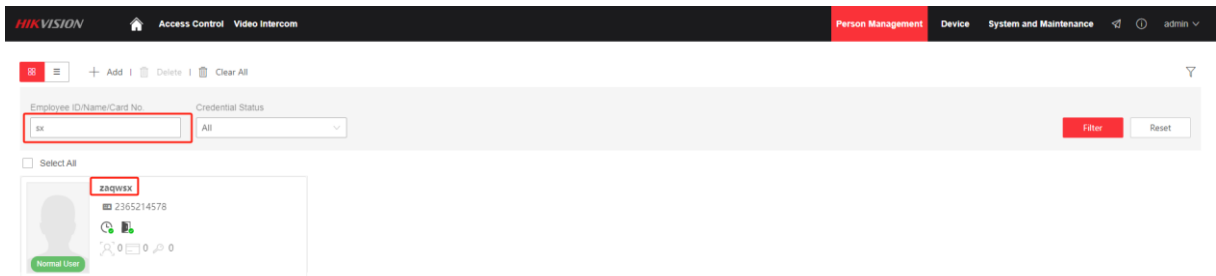 HIKVISION Access Control Video Intercom Person Management Device System and Maintenance admin
Add Delete Clear All
Employee ID/Name/Card No. Credential Status
sx All Filter Reset
Select All
zaqwsx
2365214578
0 0 0
Normal User